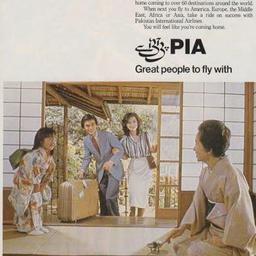 home coming to over 60 destinations around the world.
When next you fly to America, Europe, the Middle
East, Africa or Asia, take a ride on success with
Pakistan International Airlines.
You will feel like you're coming home.
PIA
Great people to fly with